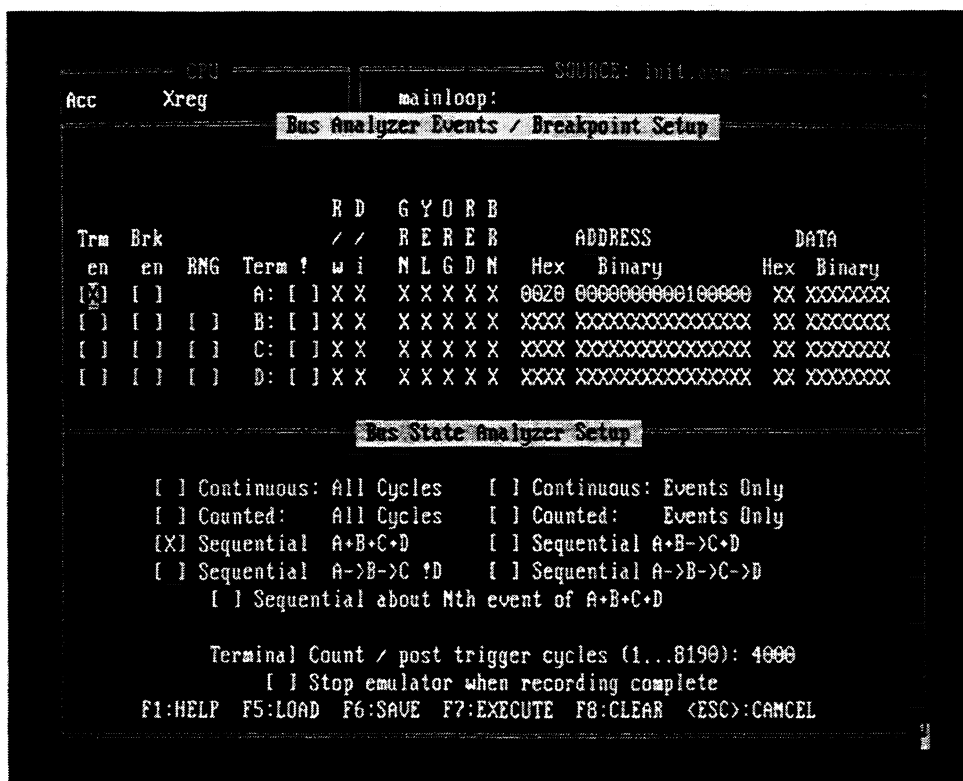 CPU SOURCE: init.asm
Acc Xreg mainloop:
Bus Analyzer Events / Breakpoint Setup
R D G Y O R B
Trm Brk / / R E R E R ADDRESS DATA
en en RNG Term ! w i N L G D N Hex Binary Hex Binary
[X] [ ] A: [ ] X X X X X X X 0020 0000000000100000 XX XXXXXXXX
[ ] [ ] [ ] B: [ ] X X X X X X X XXXX XXXXXXXXXXXXXXXX XX XXXXXXXX
[ ] [ ] [ ] C: [ ] X X X X X X X XXXX XXXXXXXXXXXXXXXX XX XXXXXXXX
[ ] [ ] [ ] D: [ ] X X X X X X X XXXX XXXXXXXXXXXXXXXX XX XXXXXXXX
Bus State Analyzer Setup
[ ] Continuous: All Cycles [ ] Continuous: Events Only
[ ] Counted: All Cycles [ ] Counted: Events Only
[X] Sequential A+B+C+D [ ] Sequential A+B->C+D
[ ] Sequential A->B->C !D [ ] Sequential A->B->C->D
[ ] Sequential about Nth event of A+B+C+D
Terminal Count / post trigger cycles (1...8190): 4000
[ ] Stop emulator when recording complete
F1:HELP F5:LOAD F6:SAVE F7:EXECUTE F8:CLEAR <ESC>:CANCEL